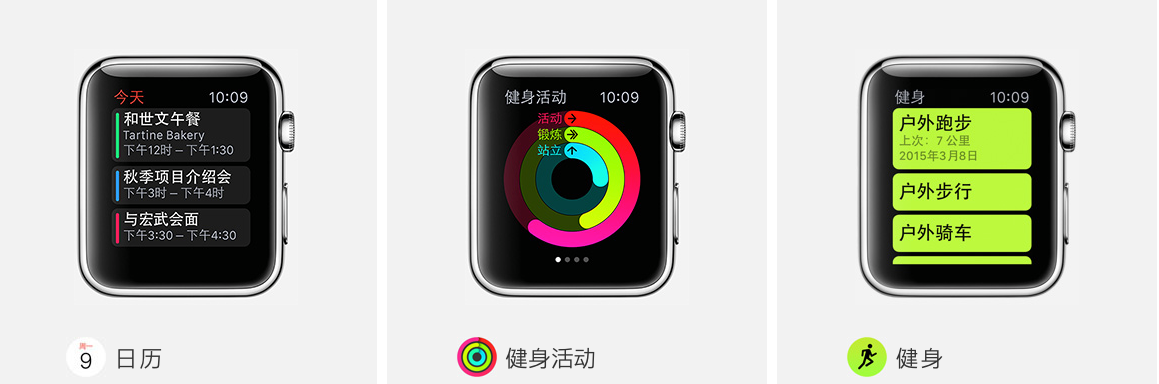 今天 10:09
和世文午餐
Tartine Bakery
下午12时 – 下午1:30
秋季项目介绍会
下午3时 – 下午4时
与宏武会面
下午3:30 – 下午4:30
周一
9
日历
健身活动 10:09
活动
锻炼
站立
健身活动
健身 10:09
户外跑步
上次：7 公里
2015年3月8日
户外步行
户外骑车
健身